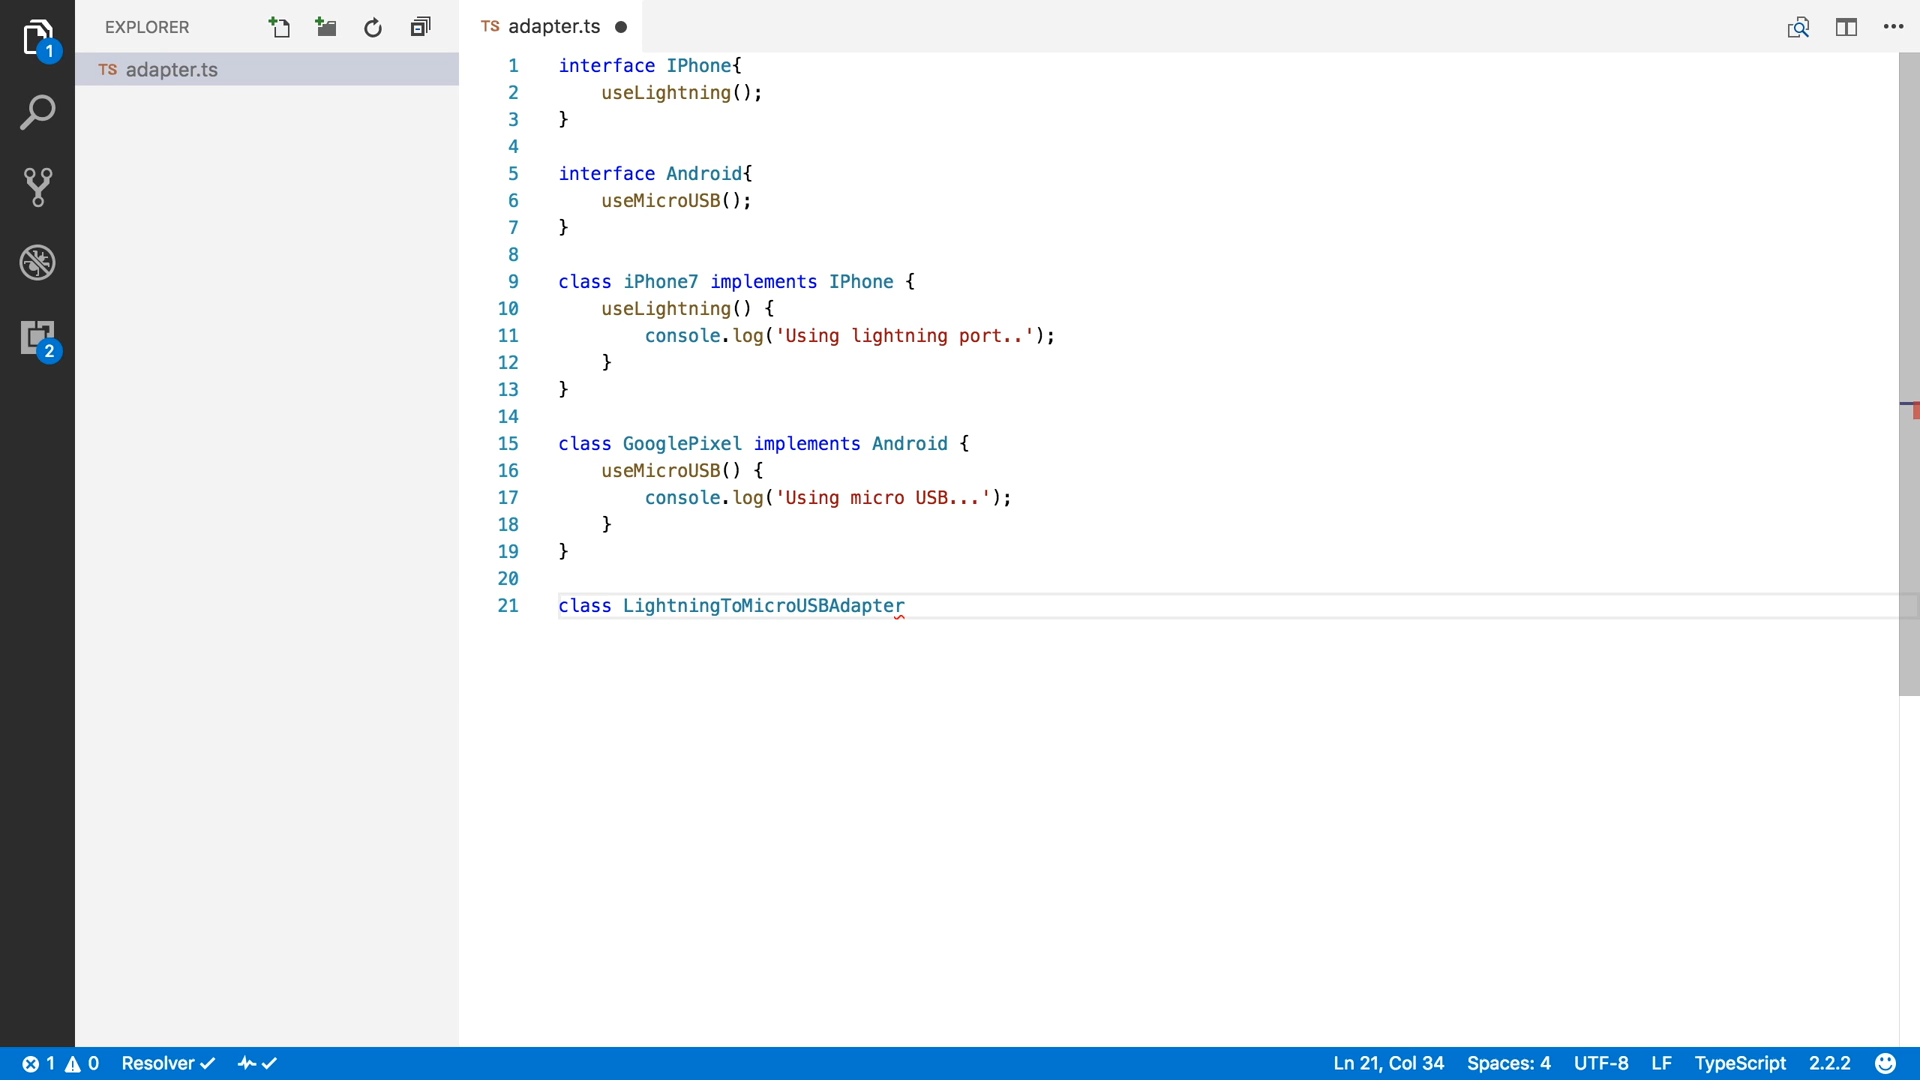 EXPLORER
TS adapter.ts
1
2
TS adapter.ts
1 interface IPhone{
2     useLightning();
3 }
4
5 interface Android{
6     useMicroUSB();
7 }
8
9 class iPhone7 implements IPhone {
10     useLightning() {
11         console.log('Using lightning port..');
12     }
13 }
14
15 class GooglePixel implements Android {
16     useMicroUSB() {
17         console.log('Using micro USB...');
18     }
19 }
20
21 class LightningToMicroUSBAdapter
1 0 Resolver Ln 21, Col 34 Spaces: 4 UTF-8 LF TypeScript 2.2.2